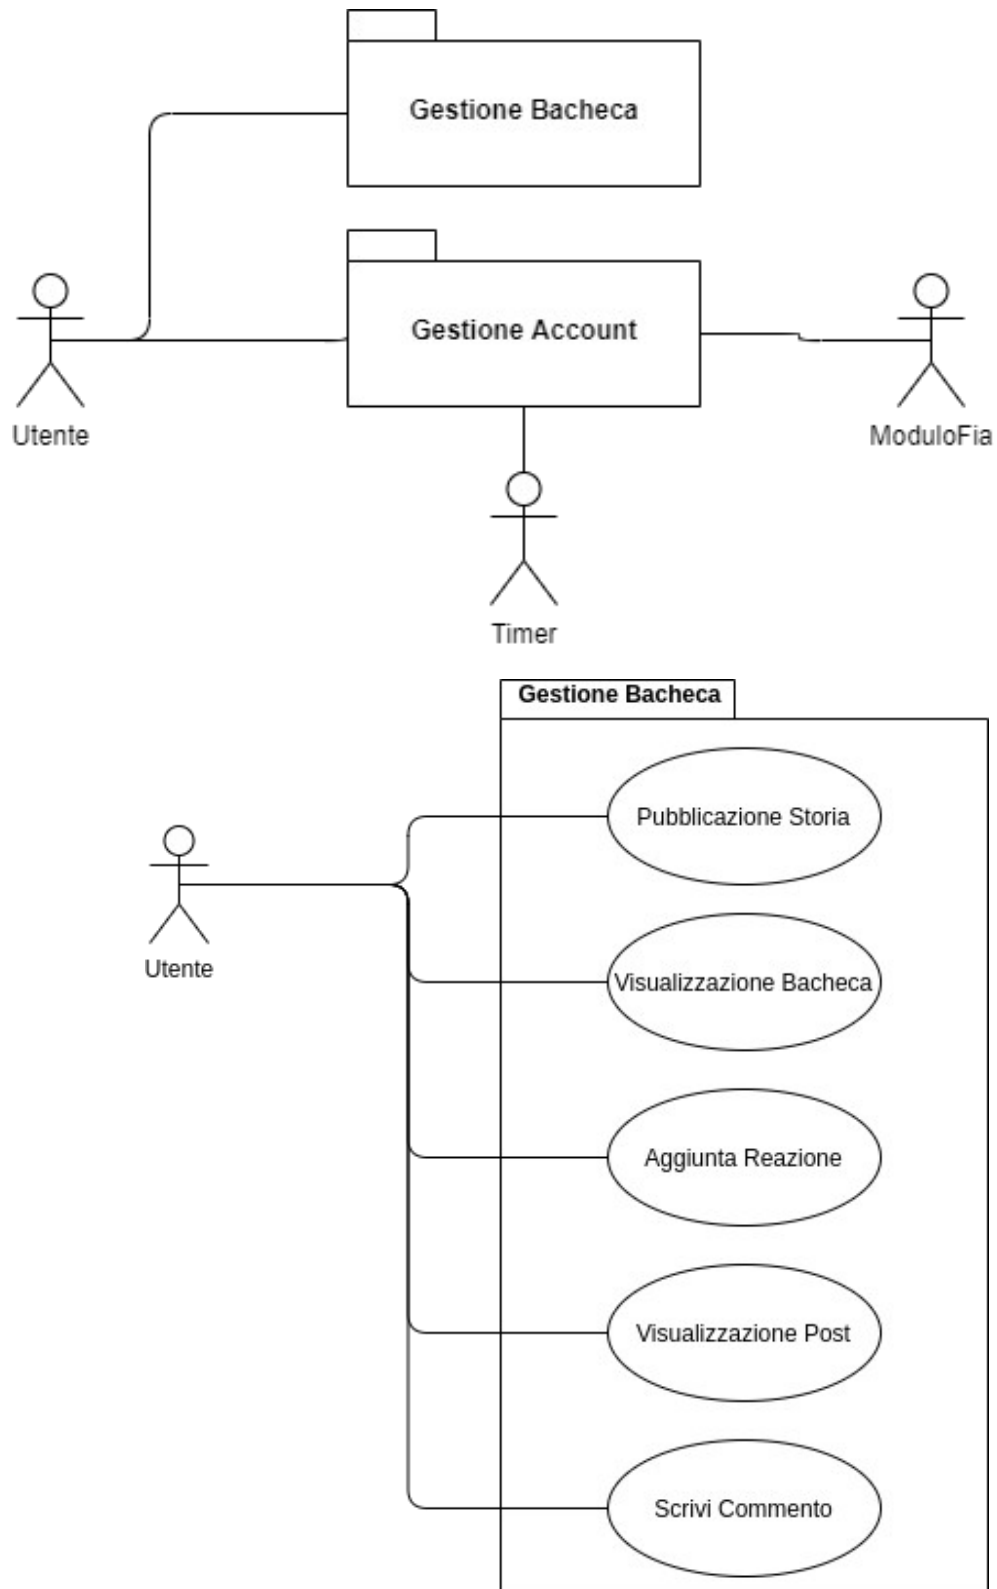 Gestione Bacheca
Gestione Account
Utente
ModuloFia
Timer
Gestione Bacheca
Pubblicazione Storia
Utente
Visualizzazione Bacheca
Aggiunta Reazione
Visualizzazione Post
Scrivi Commento